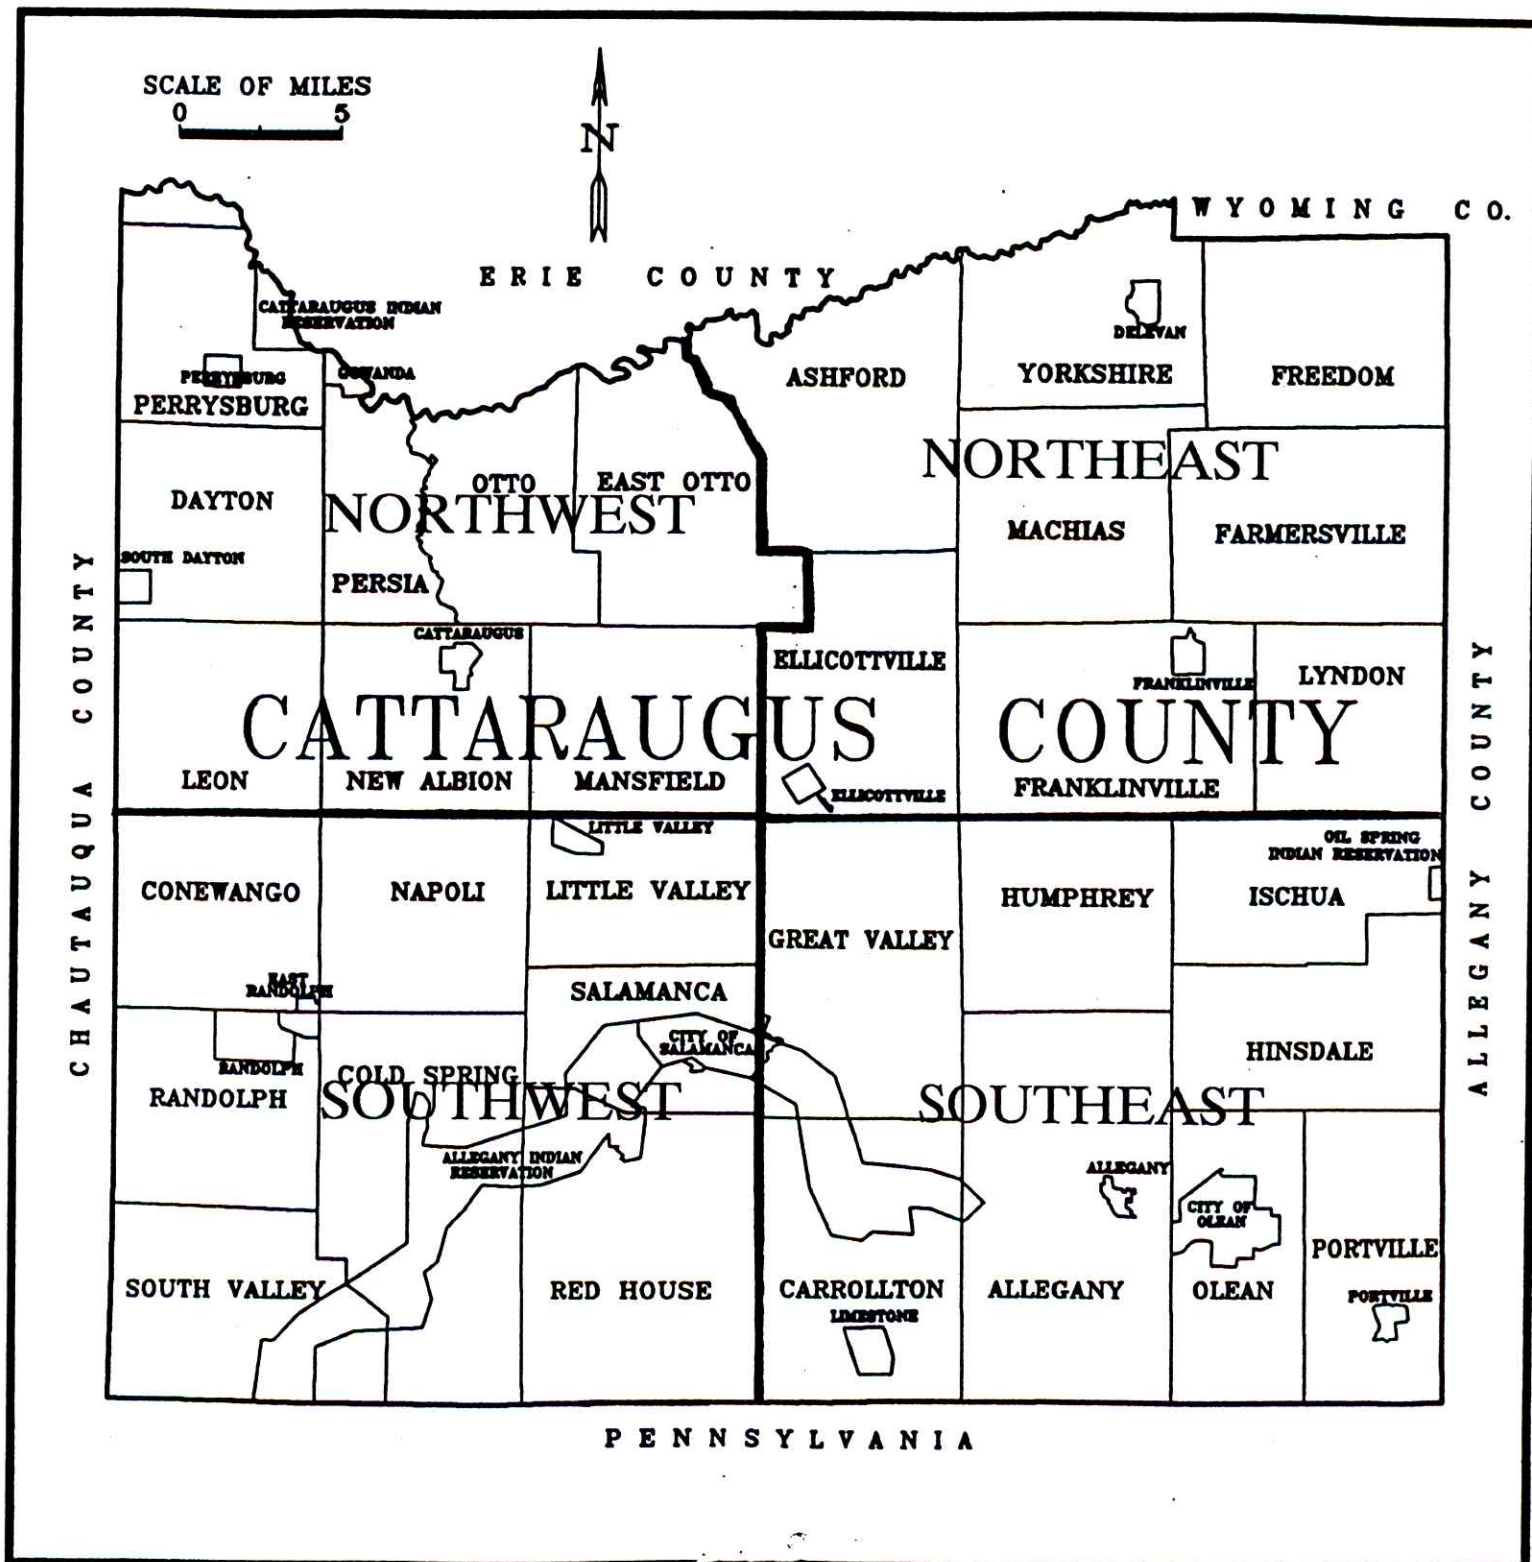 SCALE OF MILES
0 5
N
WYOMING CO.
ERIE COUNTY
CATTARAUGUS INDIAN
RESERVATION
DELEVAN
PERRYSBURG
GOWANDA
PERRYSBURG
ASHFORD
YORKSHIRE
FREEDOM
NORTHEAST
DAYTON
OTTO
EAST OTTO
NORTHWEST
MACHIAS
FARMERSVILLE
SOUTH DAYTON
PERSIA
CATTARAUGUS
ELLICOTTVILLE
FRANKLINVILLE
LYNDON
CATTARAUGUS COUNTY
LEON
NEW ALBION
MANSFIELD
ELLICOTTVILLE
FRANKLINVILLE
CHAUTAUQUA COUNTY
ALLEGANY COUNTY
LITTLE VALLEY
OIL SPRING
INDIAN RESERVATION
CONEWANGO
NAPOLI
LITTLE VALLEY
HUMPHREY
ISCHUA
GREAT VALLEY
EAST
RANDOLPH
SALAMANCA
CITY OF
SALAMANCA
HINSDALE
RANDOLPH
COLD SPRING
RANDOLPH
SOUTHWEST
SOUTHEAST
ALLEGANY INDIAN
RESERVATION
ALLEGANY
CITY OF
OLEAN
PORTVILLE
SOUTH VALLEY
RED HOUSE
CARROLLTON
ALLEGANY
OLEAN
PORTVILLE
LIMESTONE
PENNSYLVANIA